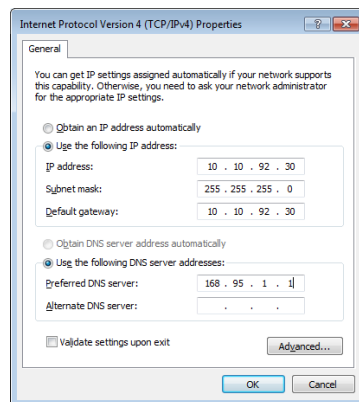 Internet Protocol Version 4 (TCP/IPv4) Properties
General
You can get IP settings assigned automatically if your network supports
this capability. Otherwise, you need to ask your network administrator
for the appropriate IP settings.
Obtain an IP address automatically
Use the following IP address:
IP address: 10 . 10 . 92 . 30
Subnet mask: 255 . 255 . 255 . 0
Default gateway: 10 . 10 . 92 . 30
Obtain DNS server address automatically
Use the following DNS server addresses:
Preferred DNS server: 168 . 95 . 1 . 1
Alternate DNS server: . . .
Validate settings upon exit
Advanced...
OK Cancel